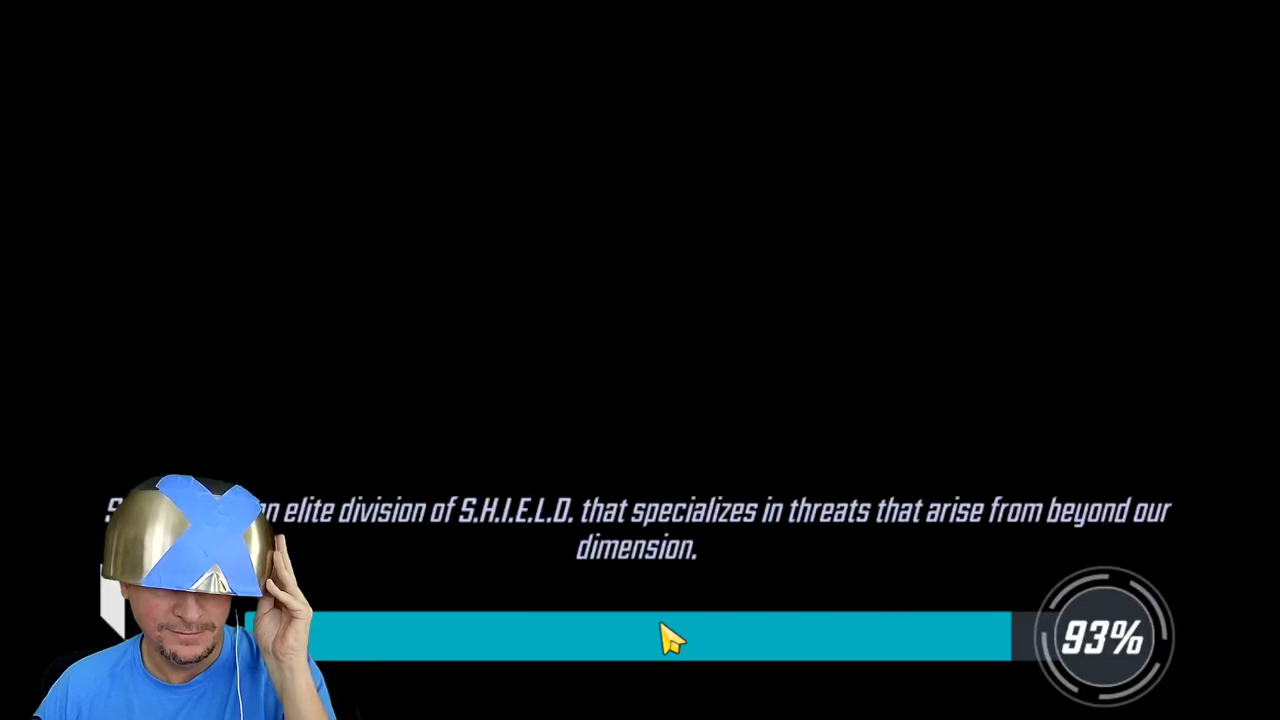 elite division of S.H.I.E.L.D. that specializes in threats that arise from beyond our
dimension.
93%